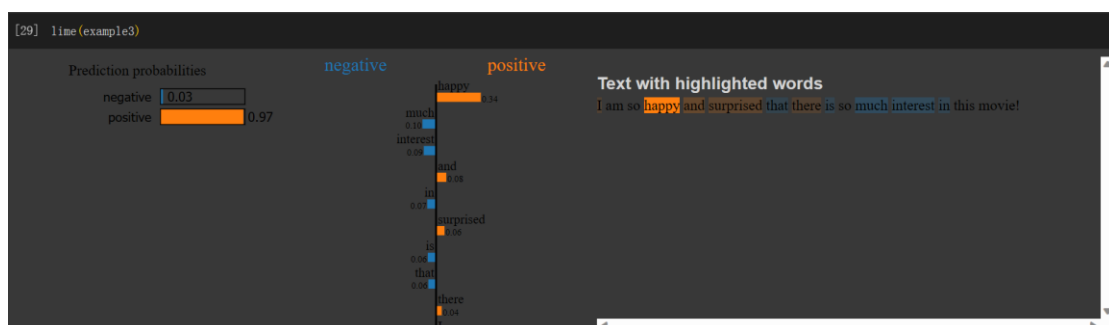 [29] lime(example3)
Prediction probabilities
negative 0.03
positive 0.97
negative positive
happy
0.34
much
0.10
interest
0.09
and
0.08
in
0.07
surprised
0.06
is
0.06
that
0.06
there
0.04
Text with highlighted words
I am so happy and surprised that there is so much interest in this movie!